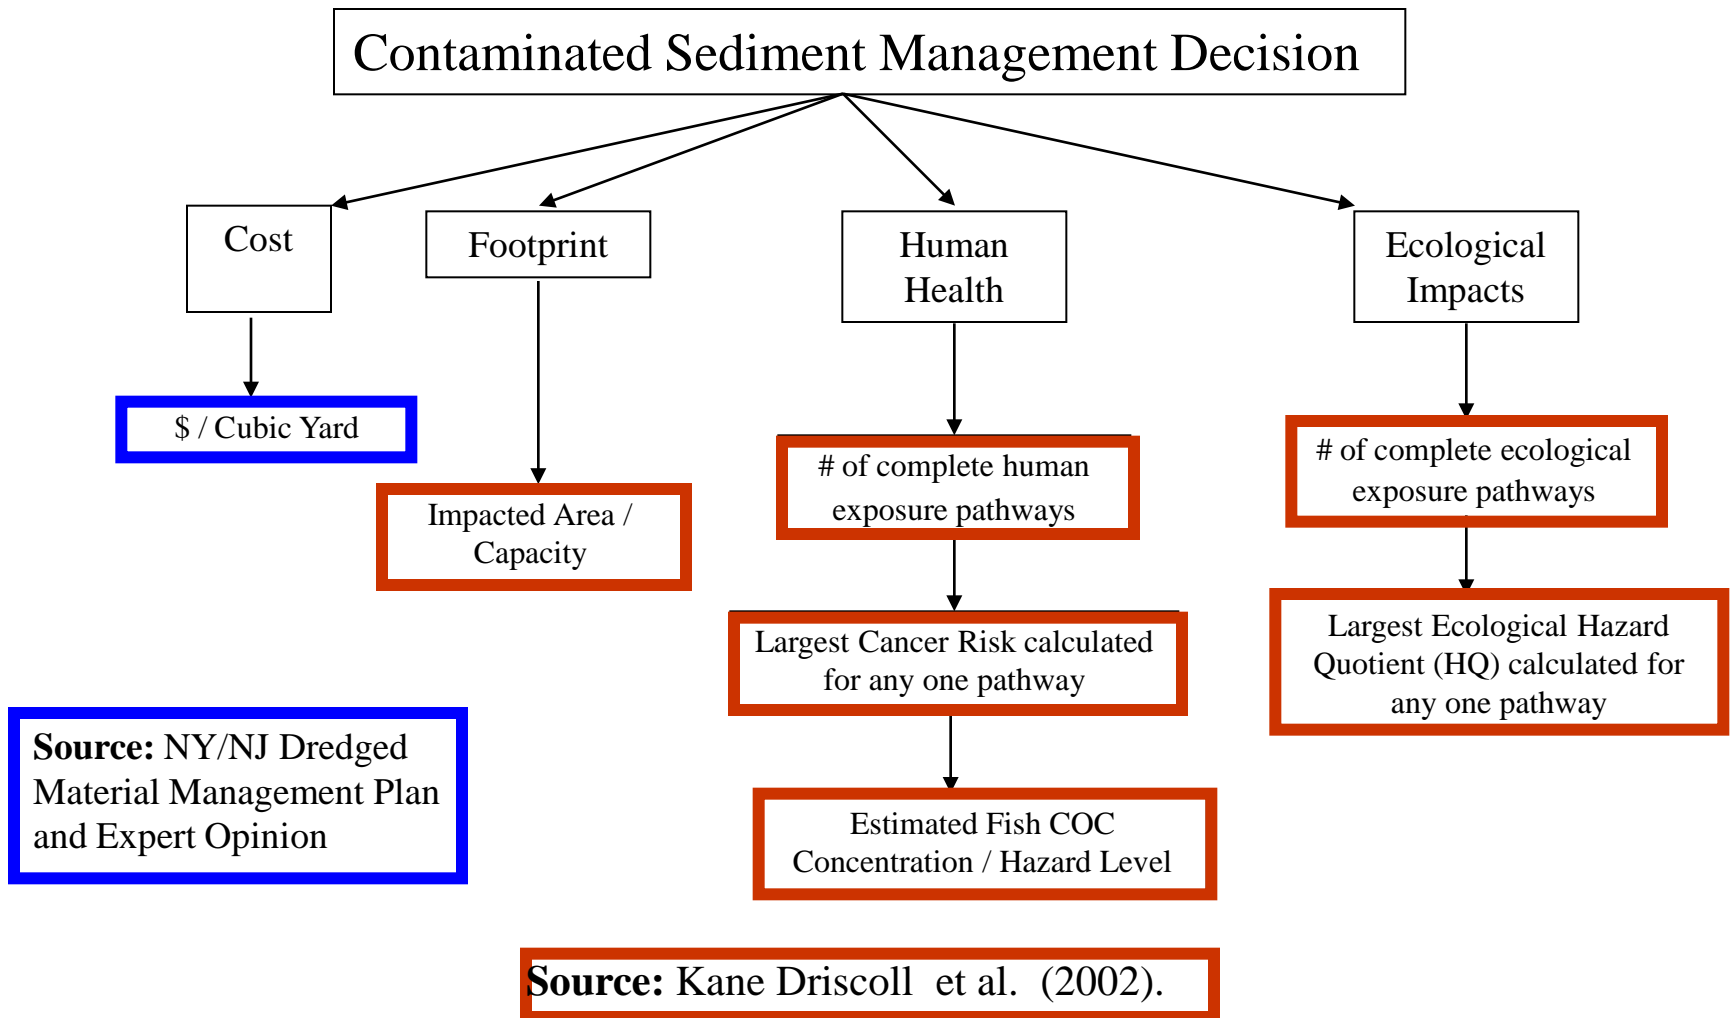 Contaminated Sediment Management Decision
Cost
Footprint
Human
Health
Ecological
Impacts
$ / Cubic Yard
Impacted Area /
Capacity
# of complete human
exposure pathways
# of complete ecological
exposure pathways
Largest Cancer Risk calculated
for any one pathway
Largest Ecological Hazard
Quotient (HQ) calculated for
any one pathway
Estimated Fish COC
Concentration / Hazard Level
Source: NY/NJ Dredged
Material Management Plan
and Expert Opinion
Source: Kane Driscoll et al. (2002).